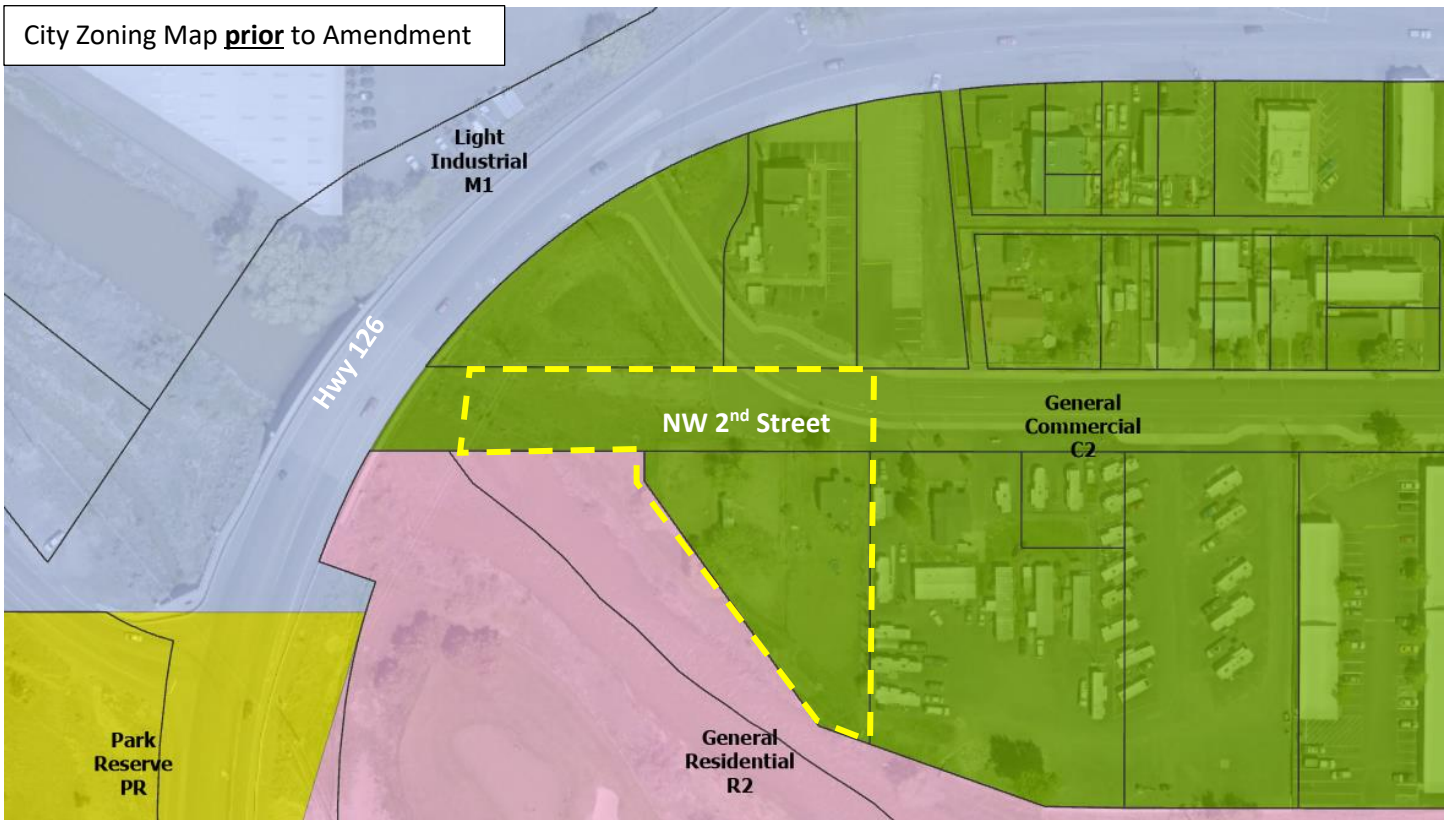 City Zoning Map prior to Amendment
Light
Industrial
M1
Hwy 126
NW 2nd Street
General
Commercial
C2
Park
Reserve
PR
General
Residential
R2